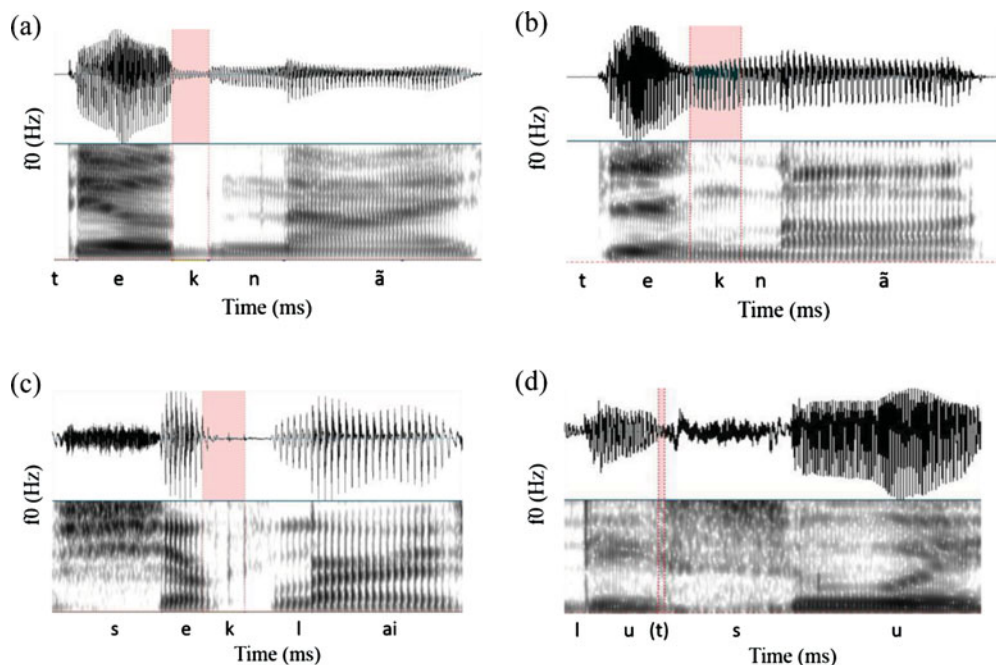 (a)
f0 (Hz)
t e k n ã
Time (ms)
(b)
f0 (Hz)
t e k n ã
Time (ms)
(c)
f0 (Hz)
s e k l ai
Time (ms)
(d)
f0 (Hz)
l u (t) s u
Time (ms)